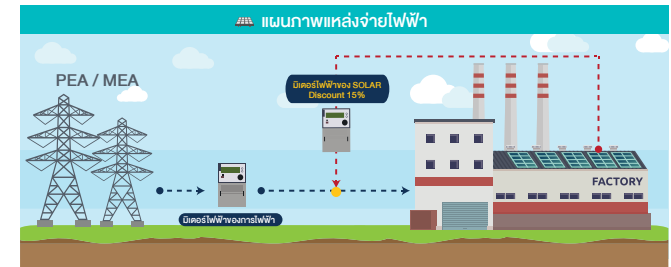 แผนภาพแหล่งจ่ายไฟฟ้า
PEA / MEA
มิเตอร์ไฟฟ้าของ SOLAR
Discount 15%
FACTORY
มิเตอร์ไฟฟ้าของการไฟฟ้า